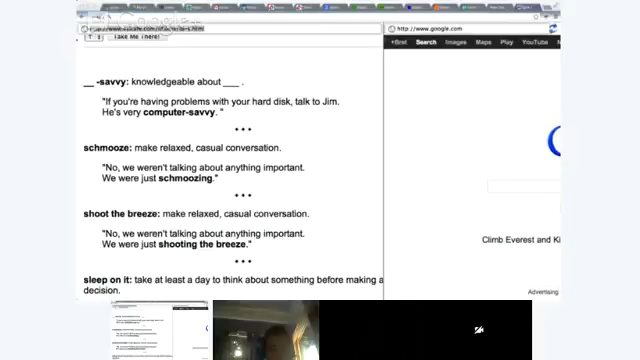 Take Me There!
__ -savvy: knowledgeable about ___ .
"If you're having problems with your hard disk, talk to Jim.
He's very computer-savvy. "
• • •
schmooze: make relaxed, casual conversation.
"No, we weren't talking about anything important.
We were just schmoozing."
• • •
shoot the breeze: make relaxed, casual conversation.
"No, we weren't talking about anything important.
We were just shooting the breeze."
• • •
sleep on it: take at least a day to think about something before making a
decision.
http://www.google.com
+Bret Search Images Maps Play YouTube
Climb Everest and Ki
Advertising